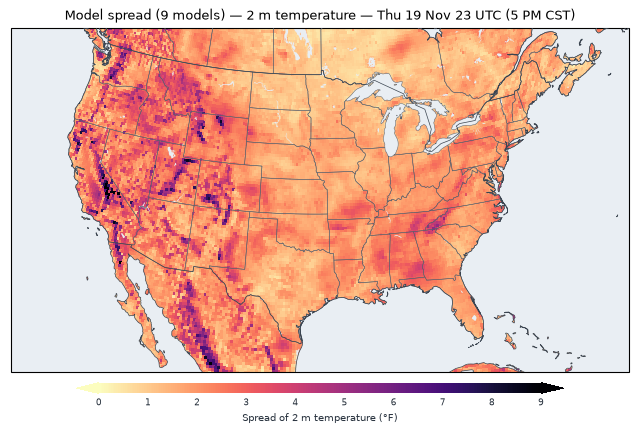 Model spread (9 models) — 2 m temperature — Thu 19 Nov 23 UTC (5 PM CST)
0 1 2 3 4 5 6 7 8 9
Spread of 2 m temperature (°F)